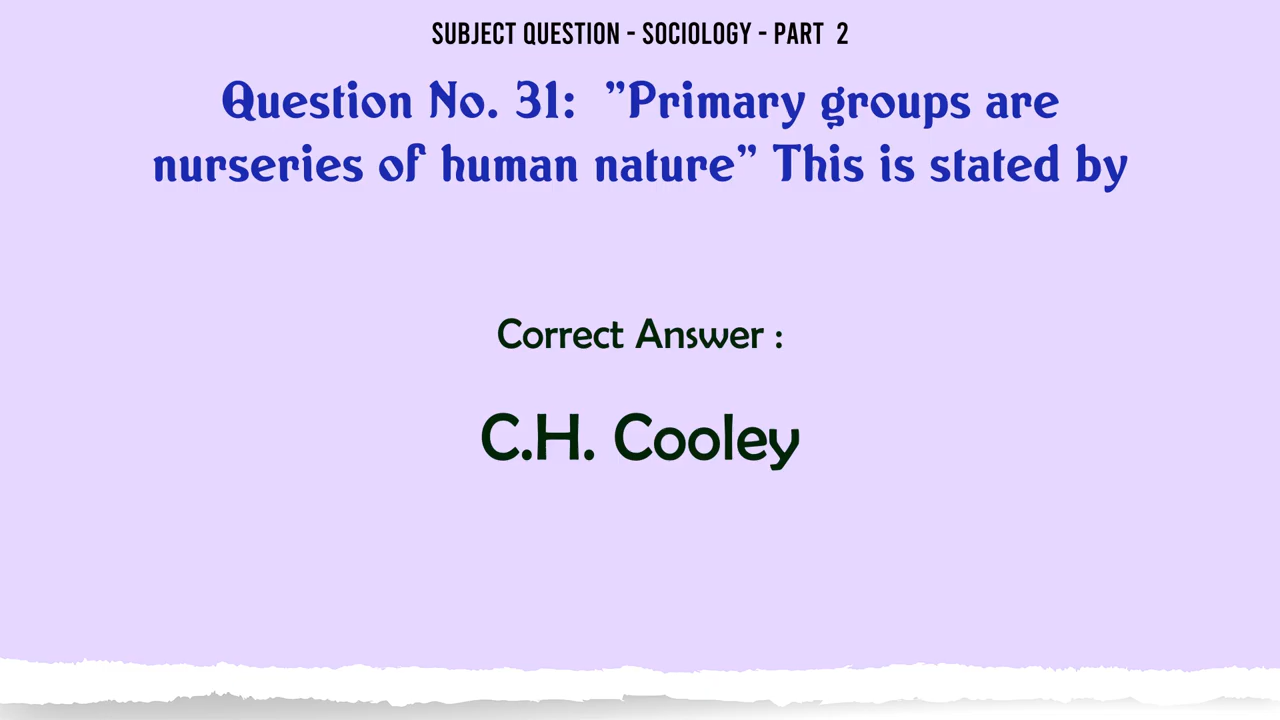 SUBJECT QUESTION - SOCIOLOGY - PART 2
Question No. 31: ”Primary groups are
nurseries of human nature” This is stated by
Correct Answer :
C.H. Cooley